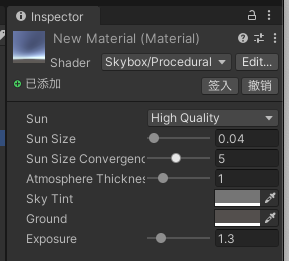 Inspector
New Material (Material)
Shader Skybox/Procedural Edit...
已添加 签入 撤销
Sun High Quality
Sun Size 0.04
Sun Size Convergenc 5
Atmosphere Thicknes 1
Sky Tint
Ground
Exposure 1.3